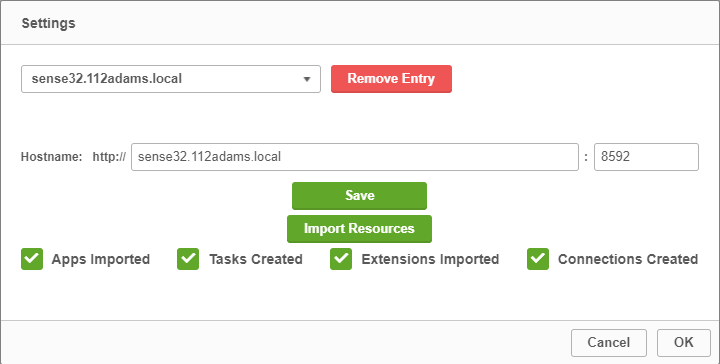 Settings
sense32.112adams.local Remove Entry
Hostname: http:// sense32.112adams.local : 8592
Save
Import Resources
Apps Imported Tasks Created Extensions Imported Connections Created
Cancel OK